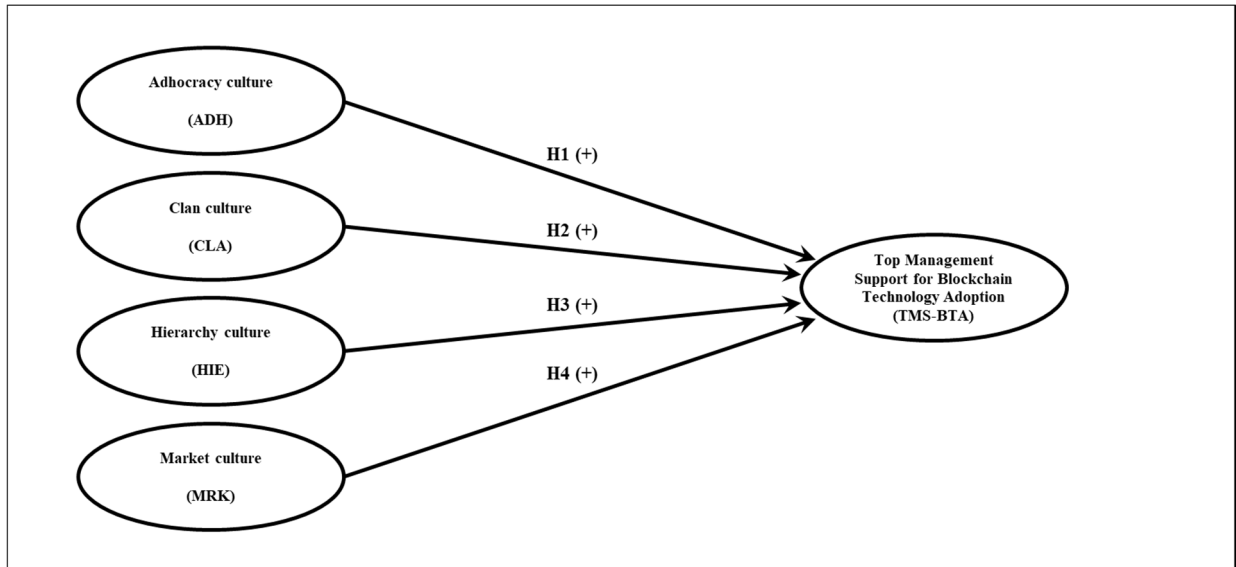 Adhocracy culture
(ADH)
H1 (+)
Clan culture
(CLA)
H2 (+)
Top Management
Support for Blockchain
Technology Adoption
(TMS-BTA)
Hierarchy culture
(HIE)
H3 (+)
H4 (+)
Market culture
(MRK)